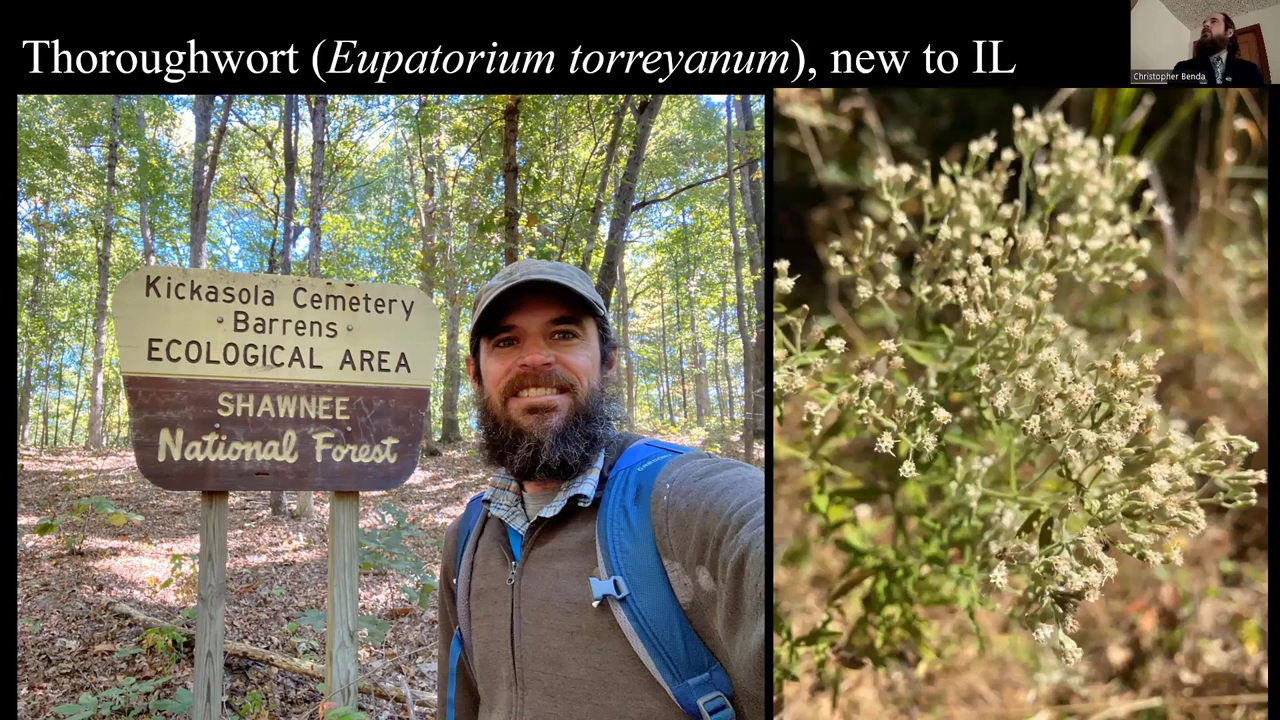 Thoroughwort (Eupatorium torreyanum), new to IL
Christopher Benda
Kickasola Cemetery
• Barrens •
ECOLOGICAL AREA
SHAWNEE
National Forest